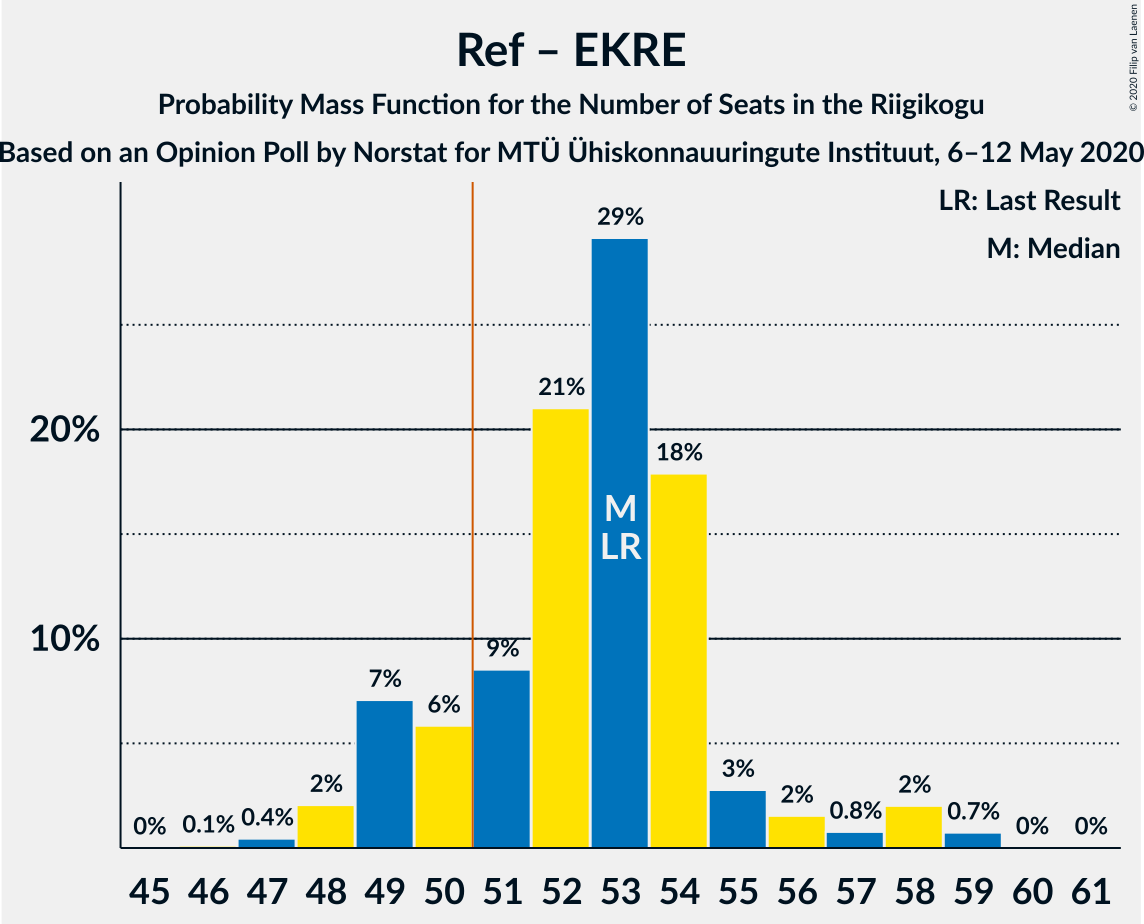 Ref – EKRE
Probability Mass Function for the Number of Seats in the Riigikogu
Based on an Opinion Poll by Norstat for MTÜ Ühiskonnauuringute Instituut, 6–12 May 2020
© 2020 Filip van Laenen
LR: Last Result
M: Median
20%
10%
0%
0.1%
0.4%
2%
7%
6%
9%
21%
29%
18%
3%
2%
0.8%
2%
0.7%
0%
0%
M
LR
45 46 47 48 49 50 51 52 53 54 55 56 57 58 59 60 61